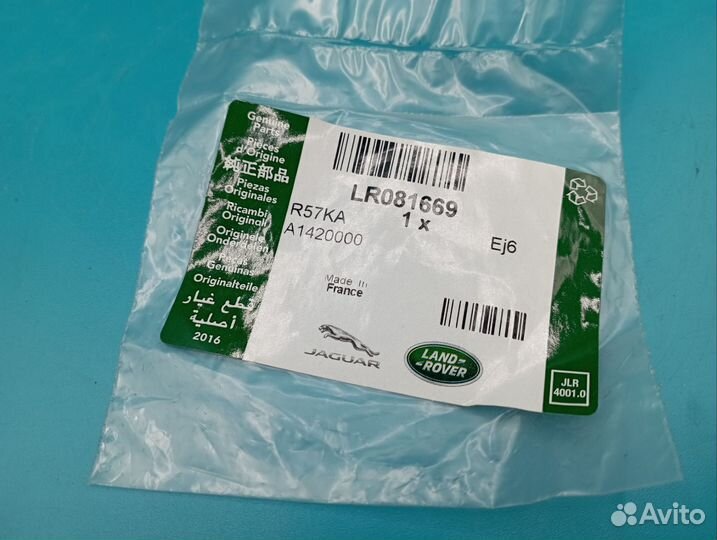 Genuine
Parts
Pièces
d'Origine
純正部品
Piezas
Originales
Ricambi
Originali
Originele
Onderdelen
Peças
Genuínas
Originalteile
قطع غيار
أصلية
2016
LR081669
1 x
R57KA
A1420000
Ej6
Made In
France
JAGUAR
LAND-
ROVER
JLR
4001.0
Avito